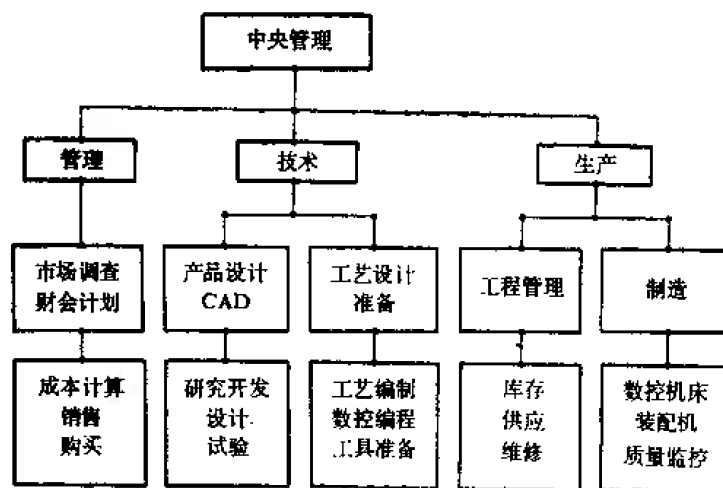 中央管理
管理
技术
生产
市场调查
财会计划
产品设计
CAD
工艺设计
准备
工程管理
制造
成本计算
销售
购买
研究开发
设计
试验
工艺编制
数控编程
工具准备
库存
供应
维修
数控机床
装配机
质量监控